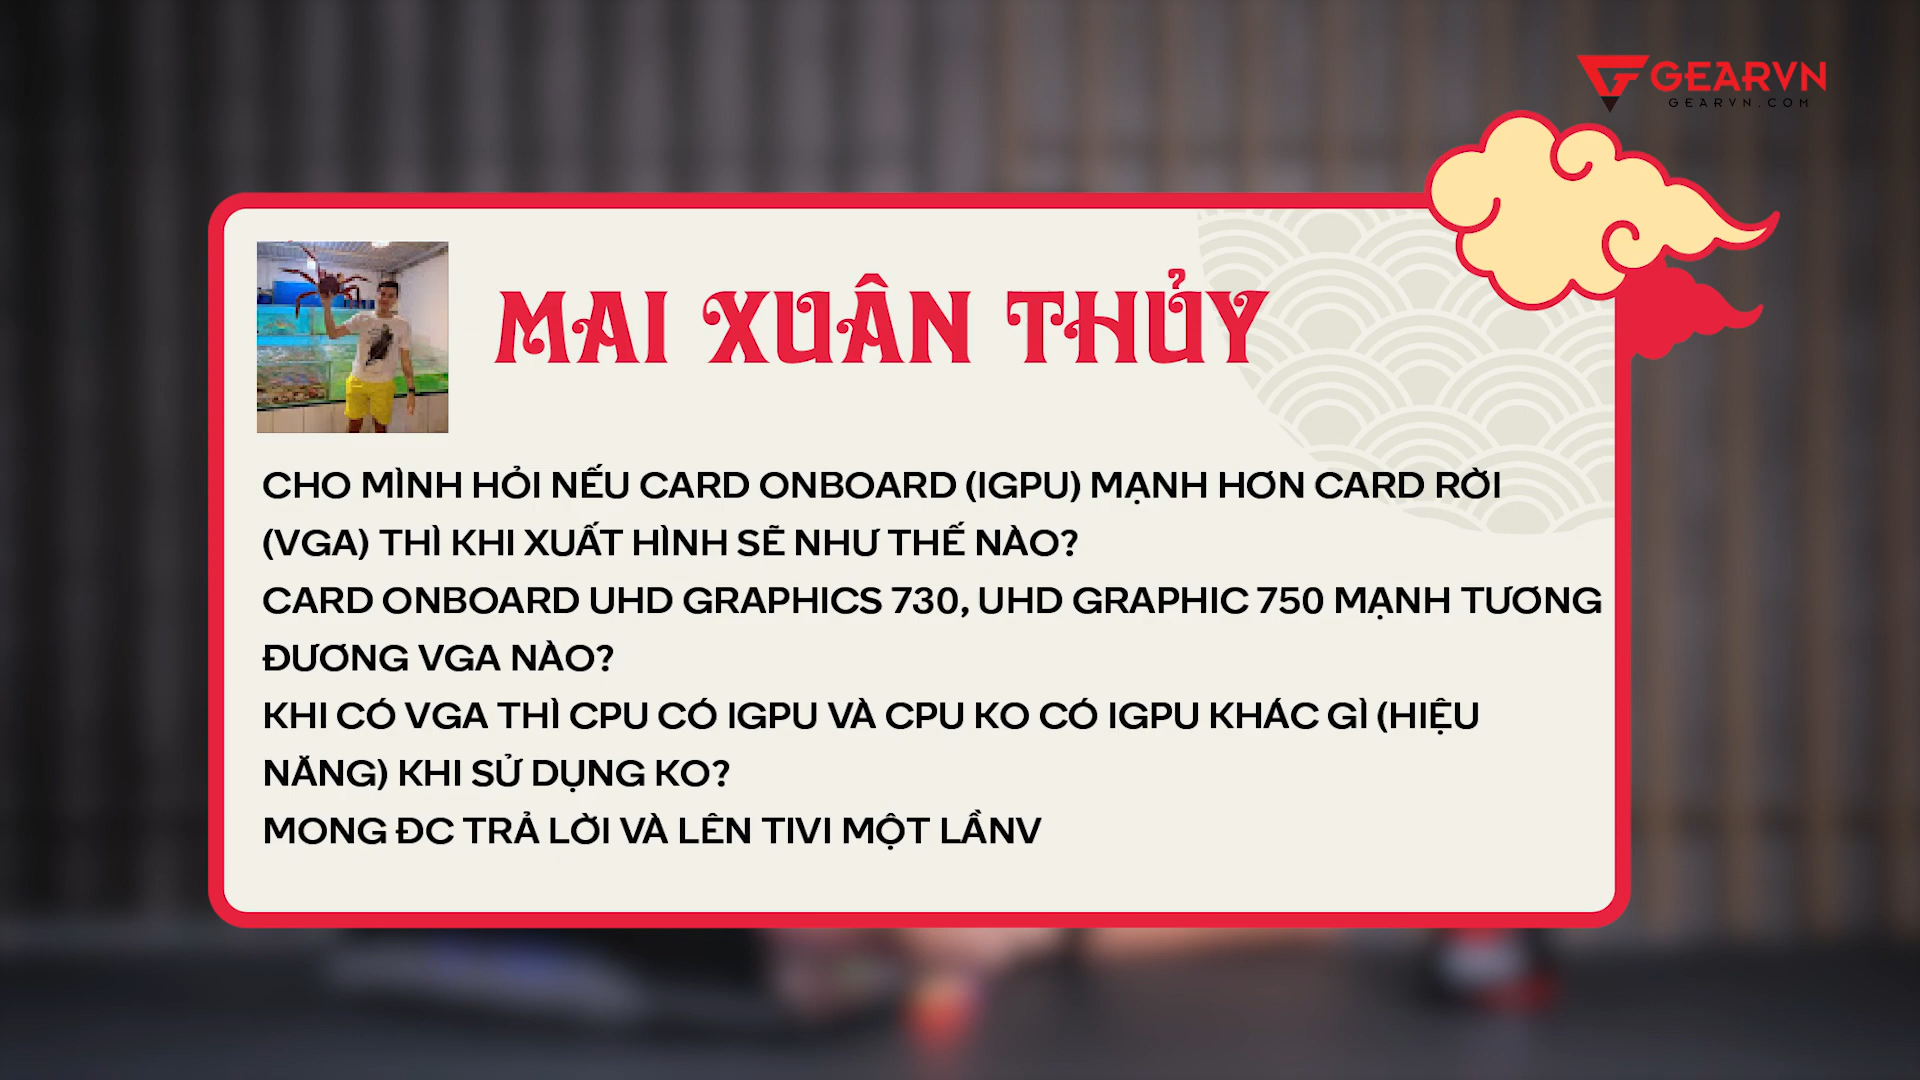 GEARVN
GEARVN.COM
MAI XUÂN THỦY
CHO MÌNH HỎI NẾU CARD ONBOARD (IGPU) MẠNH HƠN CARD RỜI
(VGA) THÌ KHI XUẤT HÌNH SẼ NHƯ THẾ NÀO?
CARD ONBOARD UHD GRAPHICS 730, UHD GRAPHIC 750 MẠNH TƯƠNG
ĐƯƠNG VGA NÀO?
KHI CÓ VGA THÌ CPU CÓ IGPU VÀ CPU KO CÓ IGPU KHÁC GÌ (HIỆU
NĂNG) KHI SỬ DỤNG KO?
MONG ĐC TRẢ LỜI VÀ LÊN TIVI MỘT LẦNV